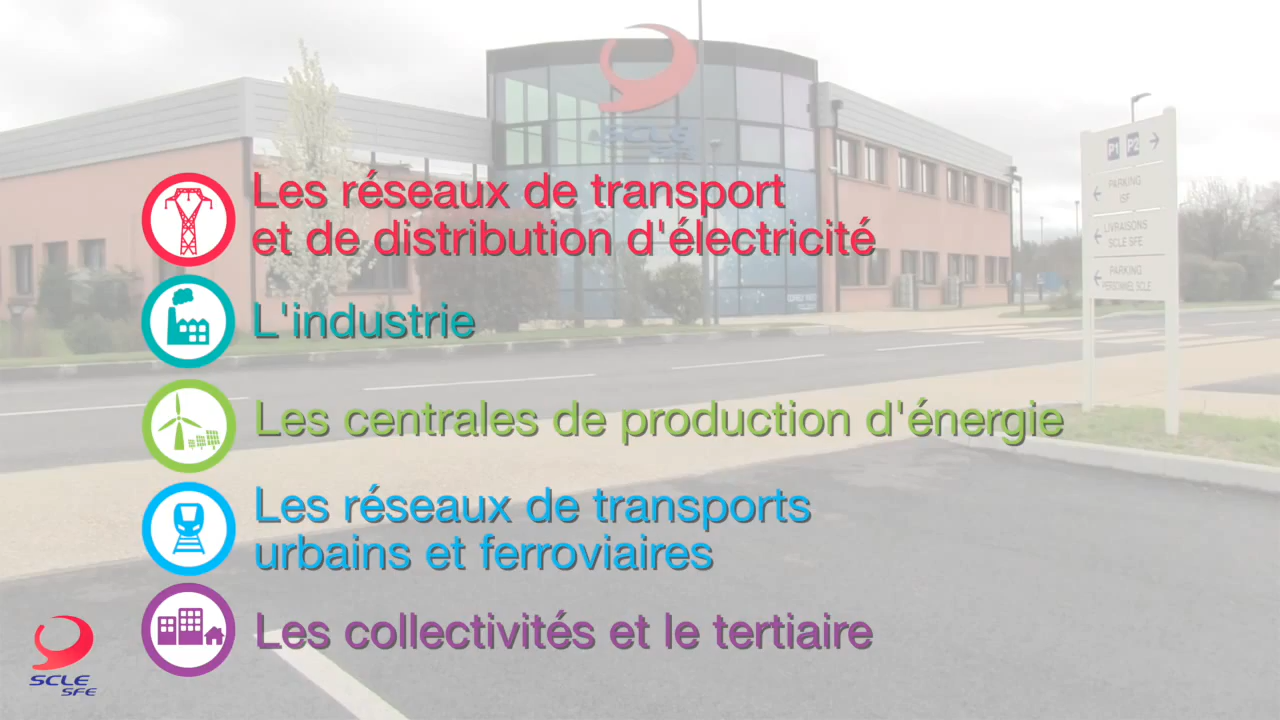 SCLE
SFE
P1 P2
PARKING
ISF
LIVRAISONS
SCLE SFE
PARKING
PERSONNEL SCLE
Les réseaux de transport
et de distribution d'électricité
L'industrie
Les centrales de production d'énergie
Les réseaux de transports
urbains et ferroviaires
Les collectivités et le tertiaire
SCLE
SFE